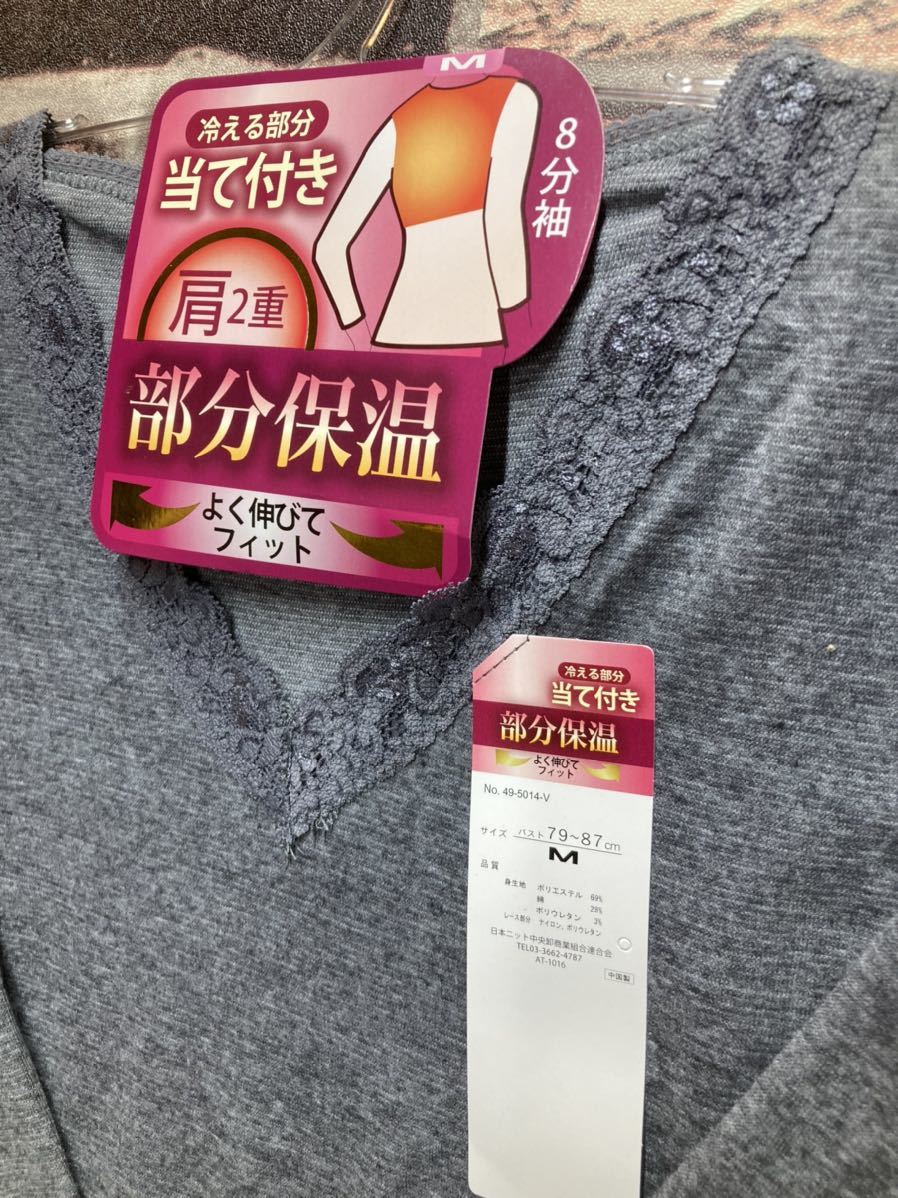 M
冷える部分
当て付き
8分袖
肩2重
部分保温
よく伸びて
フィット
冷える部分
当て付き
部分保温
よく伸びて
フィット
No. 49-5014-V
サイズ バスト 79~87cm
M
品質
身生地 ポリエステル 69%
綿 28%
ポリウレタン 3%
レース部分 ナイロン、ポリウレタン
日本ニット中央卸商業組合連合会
TEL03-3662-4787
AT-1016
中国製